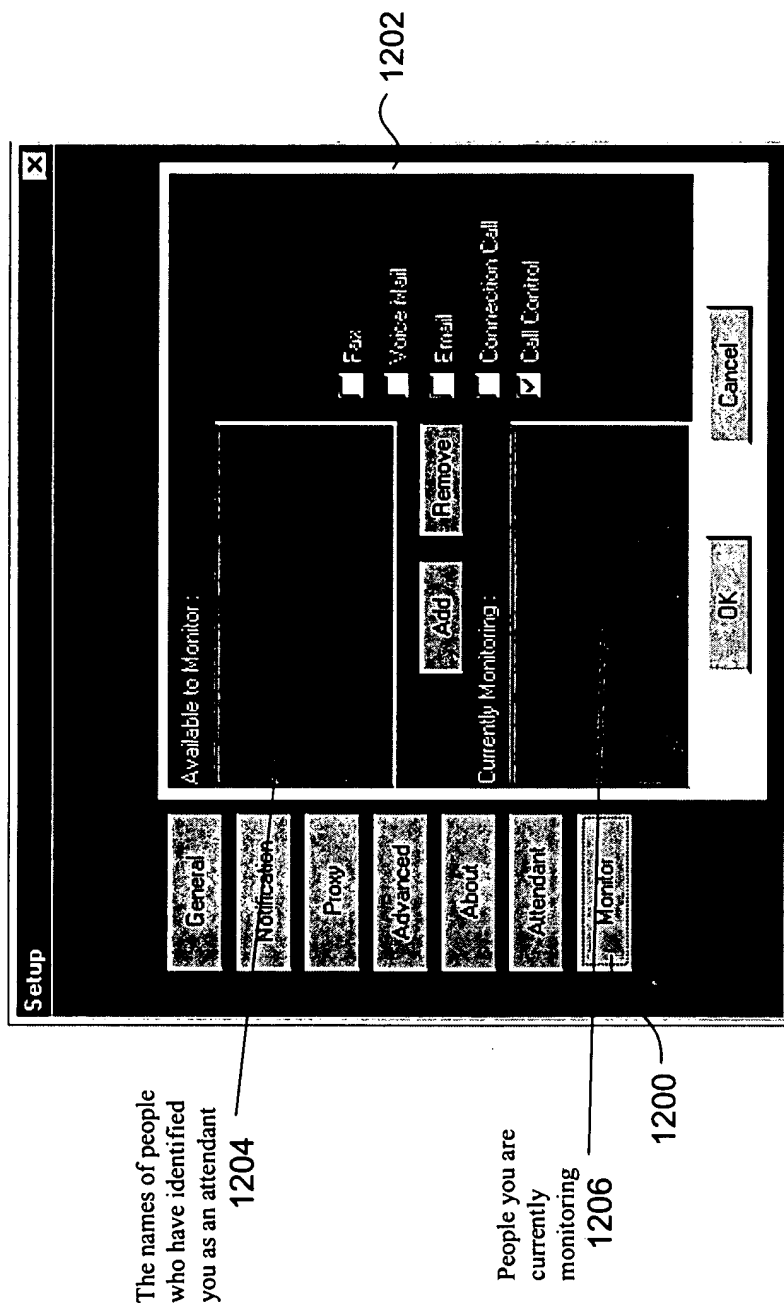 Setup
General
Notification
Proxy
Advanced
About
Attendant
Monitor
Available to Monitor :
Add
Remove
Currently Monitoring :
Fax
Voice Mail
Email
Connection Call
Call Control
OK
Cancel
1202
The names of people
who have identified
you as an attendant
1204
People you are
currently
monitoring
1206
1200